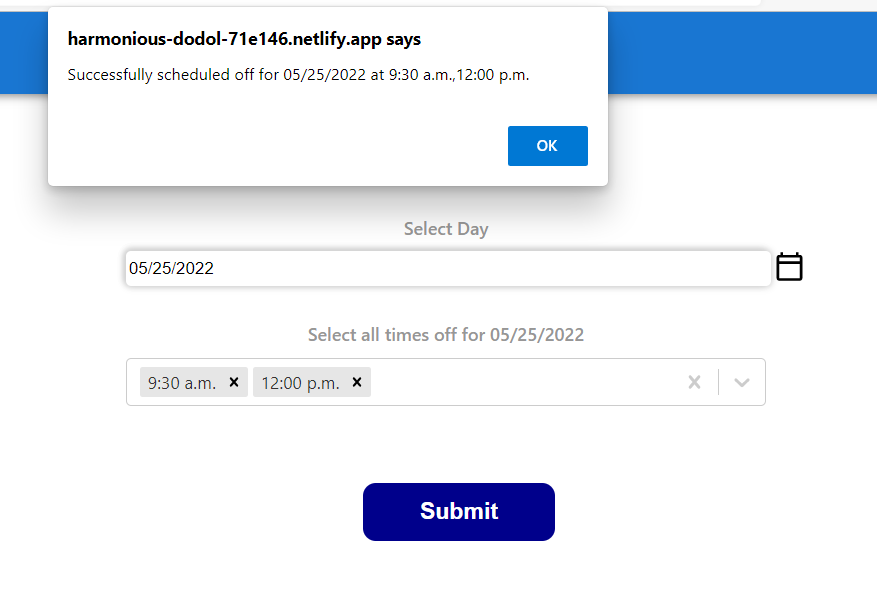 harmonious-dodol-71e146.netlify.app says
Successfully scheduled off for 05/25/2022 at 9:30 a.m.,12:00 p.m.
OK
Select Day
05/25/2022
Select all times off for 05/25/2022
9:30 a.m. × 12:00 p.m. ×
Submit